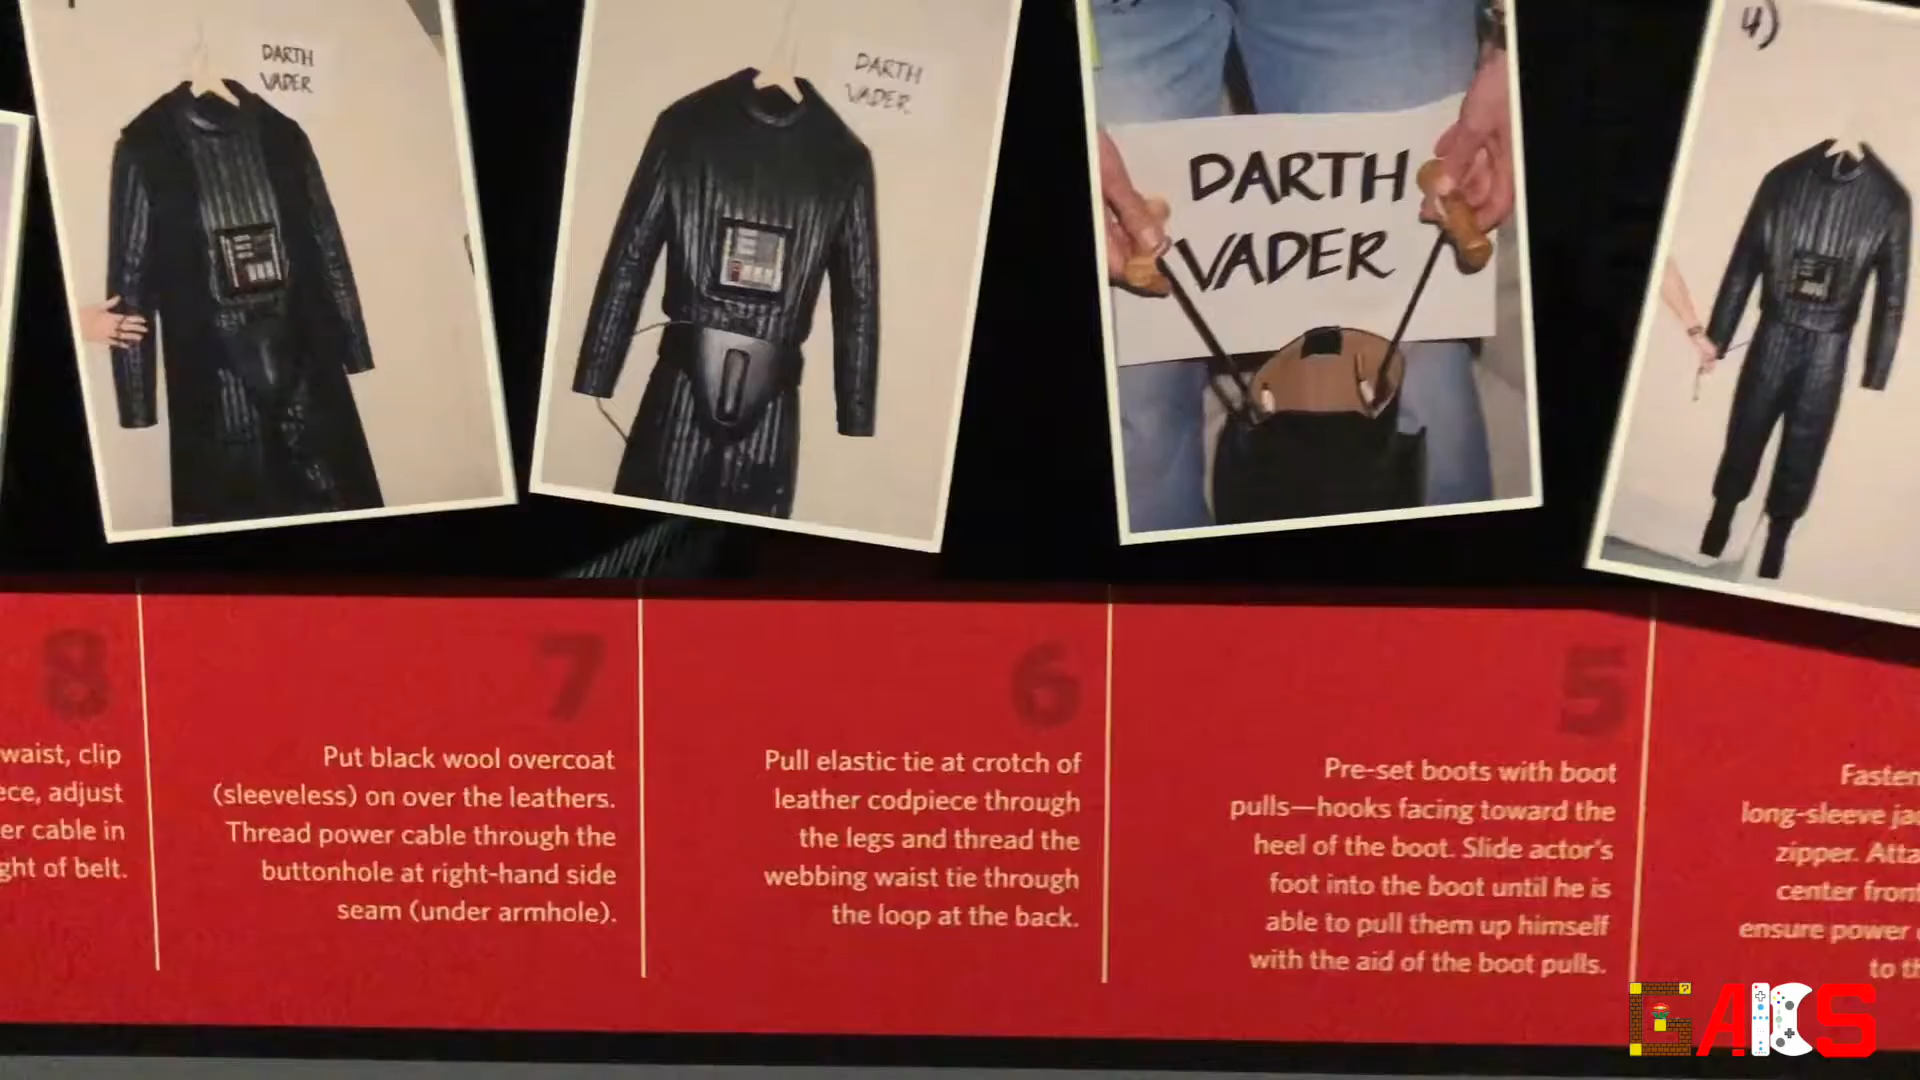 DARTH
VADER
DARTH
VADER
DARTH
VADER
4)
8
waist, clip
ece, adjust
er cable in
ght of belt.
7
Put black wool overcoat
(sleeveless) on over the leathers.
Thread power cable through the
buttonhole at right-hand side
seam (under armhole).
6
Pull elastic tie at crotch of
leather codpiece through
the legs and thread the
webbing waist tie through
the loop at the back.
5
Pre-set boots with boot
pulls—hooks facing toward the
heel of the boot. Slide actor's
foot into the boot until he is
able to pull them up himself
with the aid of the boot pulls.
Fasten
long-sleeve jac
zipper. Atta
center front
ensure power
to th